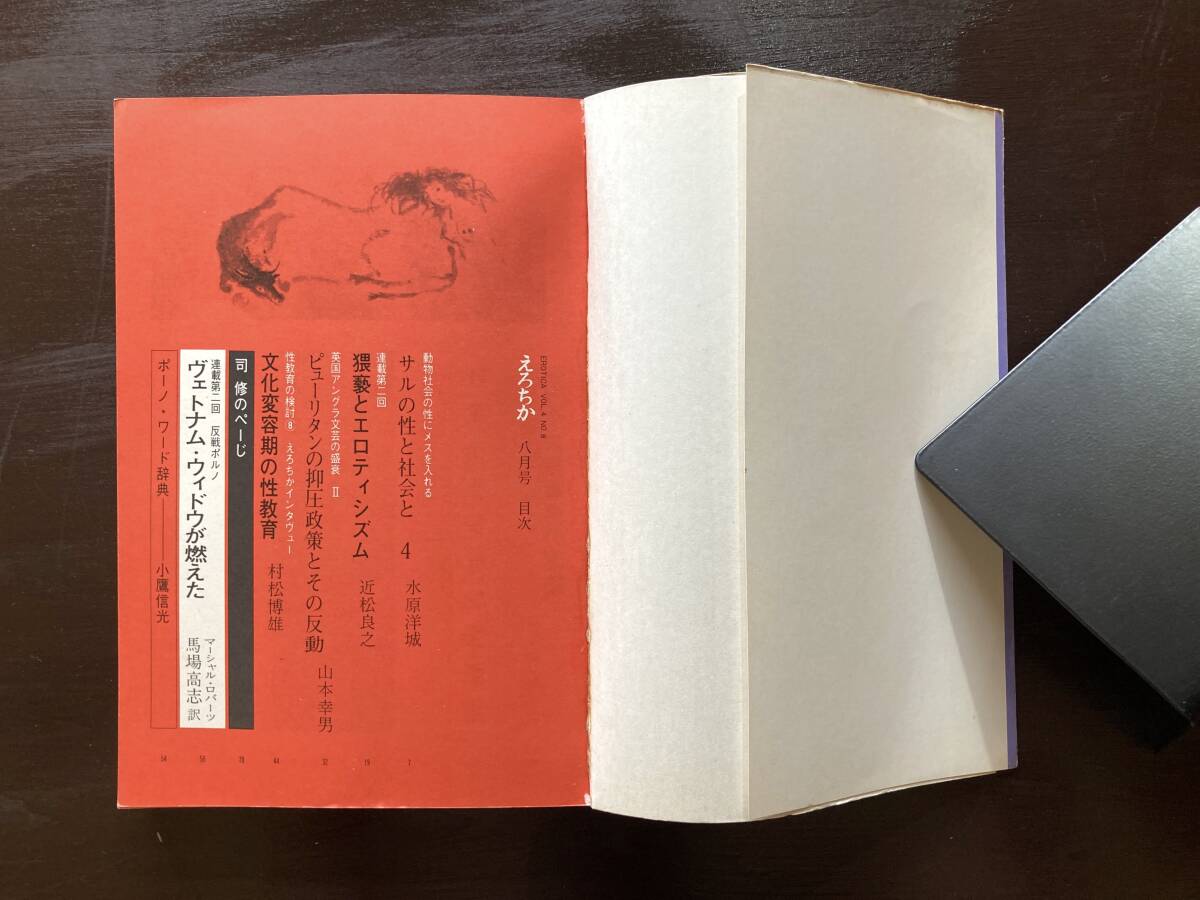 EROTICA VOL 4 NO 8
えろちか 八月号 目次
動物社会の性にメスを入れる
サルの性と社会と 4 水原洋城 7
連載第二回
猥褻とエロティシズム 近松良之 19
英国アングラ文芸の盛衰 Ⅱ
ピューリタンの抑圧政策とその反動 山本幸男 32
性教育の検討⑧ えろちかインタヴュー
文化変容期の性教育 村松博雄 44
司 修のぺーじ
連載第二回 反戦ポルノ
ヴェトナム・ウィドウが燃えた
マーシャル・ロバーツ
馬場高志 訳 56
ポーノ・ワード辞典――小鷹信光 54